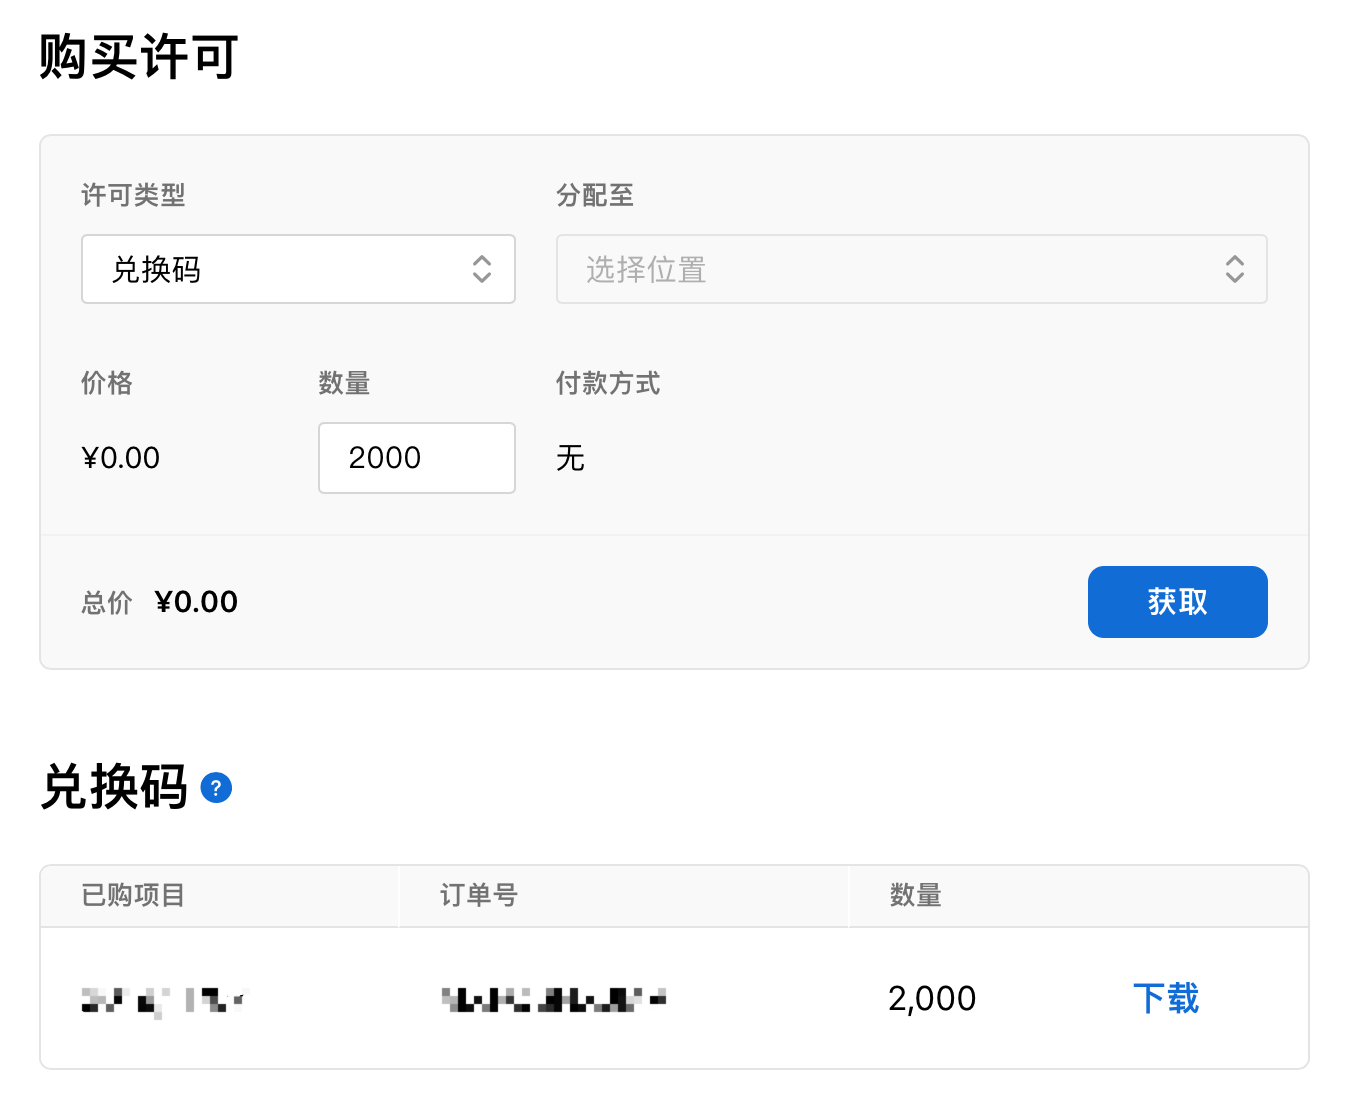 购买许可
许可类型 分配至
兑换码 选择位置
价格 数量 付款方式
¥0.00 2000 无
总价 ¥0.00 获取
兑换码 ?
已购项目 订单号 数量
2,000 下载